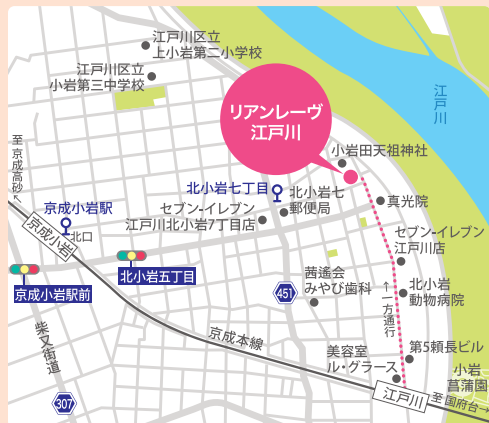 江戸川区立
上小岩第二小学校
江戸川区立
小岩第三中学校
江戸川
リアンレーヴ
江戸川
小岩田天祖神社
至 京成高砂
北小岩七丁目
北小岩七
郵便局
真光院
セブン-イレブン
江戸川北小岩7丁目店
京成小岩駅
北口
京成小岩
セブン-イレブン
江戸川店
北小岩五丁目
京成小岩駅前
451
茜遙会
みやび歯科
北小岩
動物病院
←一方通行
柴又街道
京成本線
第5頼長ビル
美容室
ル・グラース
小岩
菖蒲園
江戸川
至 国府台→
307